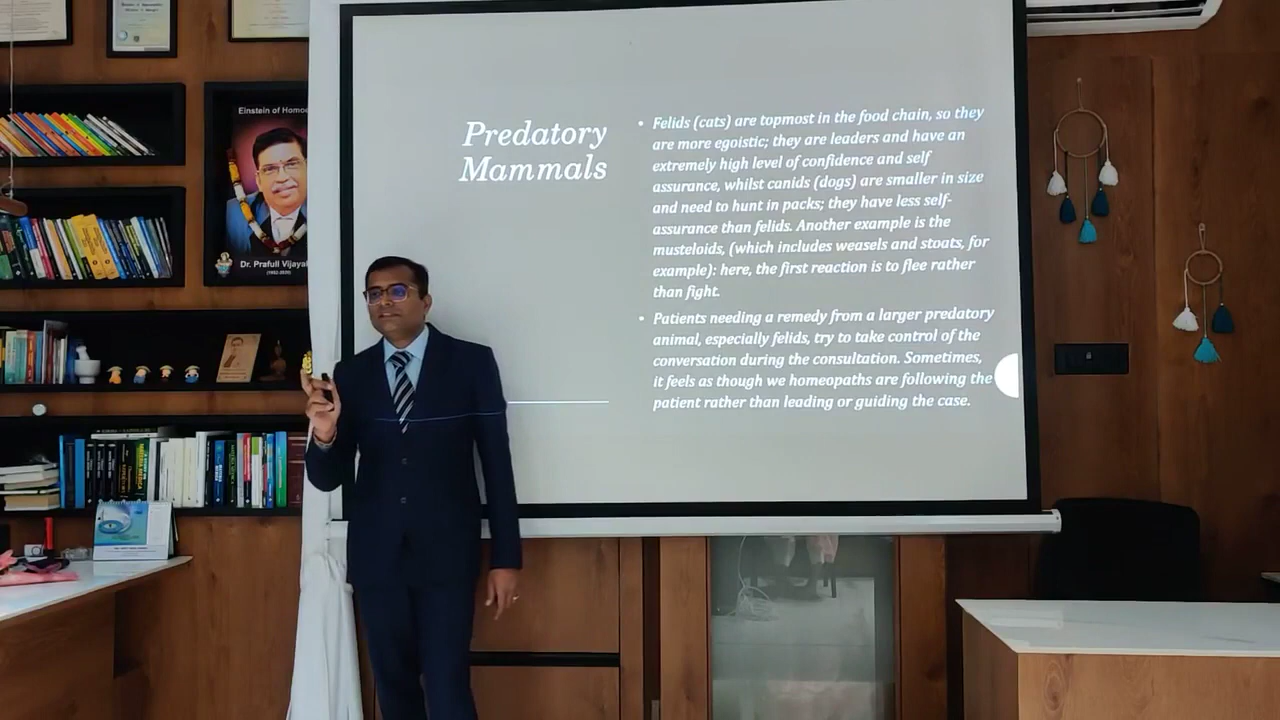 Einstein of Homoe
Dr. Prafull Vijayal
(1952-2020)
Predatory
Mammals
• Felids (cats) are topmost in the food chain, so they
are more egoistic; they are leaders and have an
extremely high level of confidence and self
assurance, whilst canids (dogs) are smaller in size
and need to hunt in packs; they have less self-
assurance than felids. Another example is the
musteloids, (which includes weasels and stoats, for
example): here, the first reaction is to flee rather
than fight.
• Patients needing a remedy from a larger predatory
animal, especially felids, try to take control of the
conversation during the consultation. Sometimes,
it feels as though we homeopaths are following the
patient rather than leading or guiding the case.